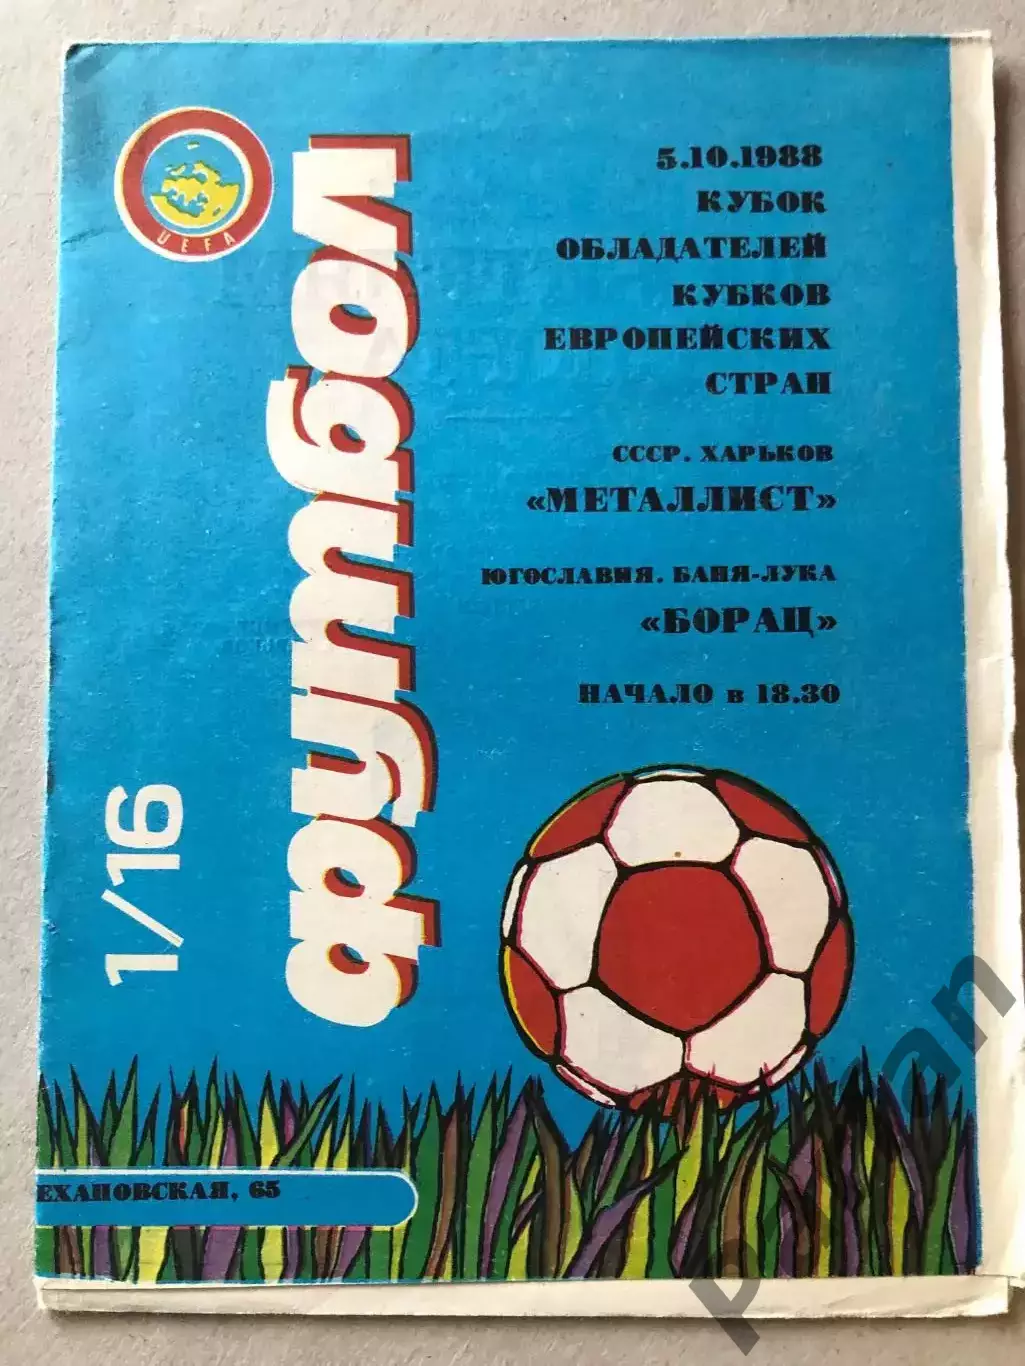 UEFA
футбол
1/16
5.10.1988
КУБОК
ОБЛАДАТЕЛЕЙ
КУБКОВ
ЕВРОПЕЙСКИХ
СТРАН
СССР. ХАРЬКОВ
«МЕТАЛЛИСТ»
ЮГОСЛАВИЯ. БАНЯ-ЛУКА
«БОРАЦ»
НАЧАЛО в 18.30
ЕХАНОВСКАЯ, 65